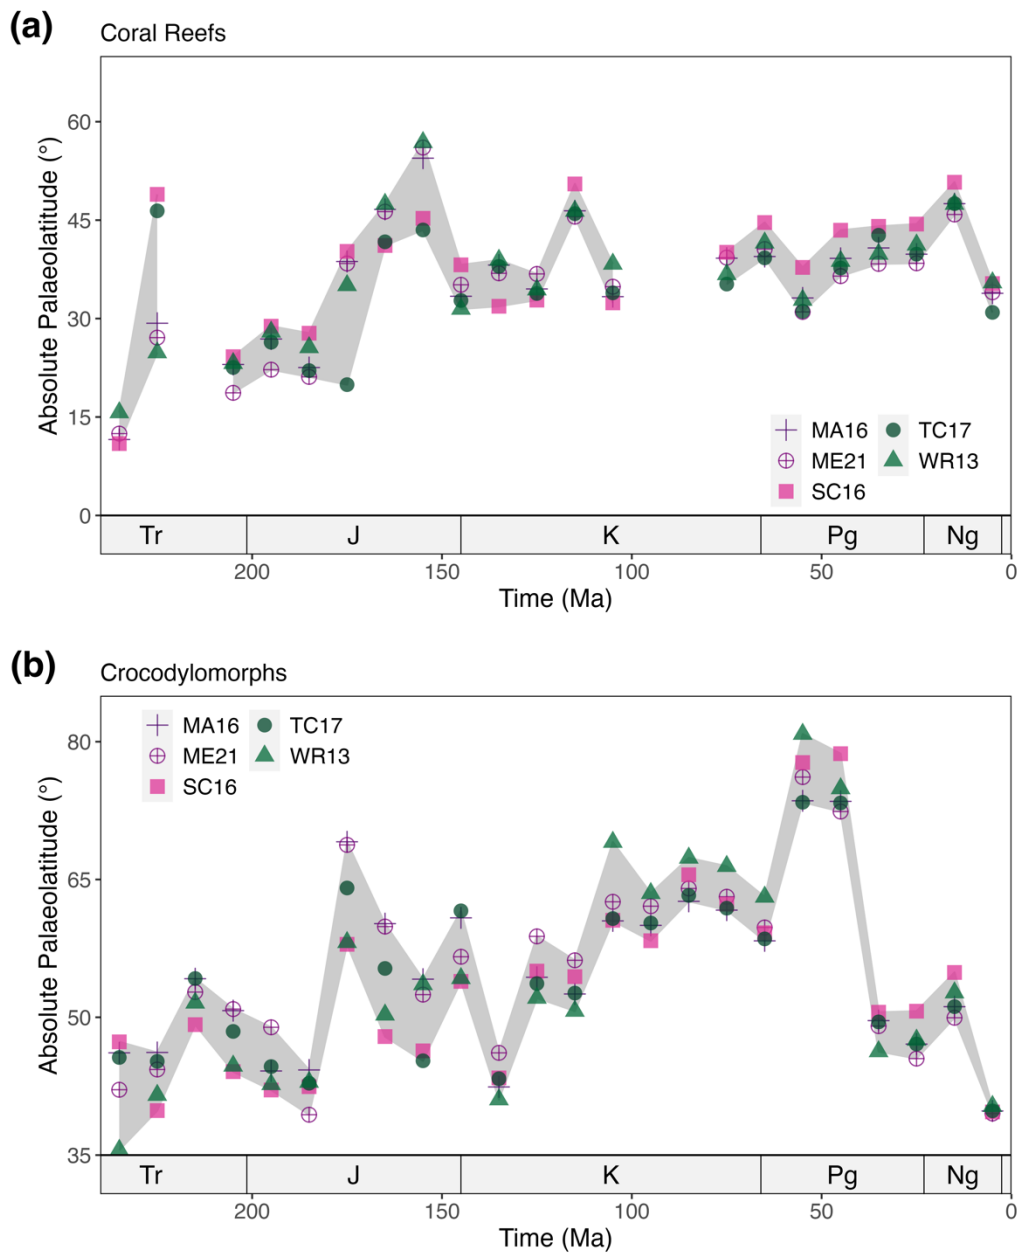 (a)
Coral Reefs
Absolute Palaeolatitude (°)
60
45
30
15
0
MA16 TC17
ME21 WR13
SC16
Tr J K Pg Ng
200 150 100 50 0
Time (Ma)
(b)
Crocodylomorphs
MA16 TC17
ME21 WR13
SC16
Absolute Palaeolatitude (°)
80
65
50
35
Tr J K Pg Ng
200 150 100 50 0
Time (Ma)